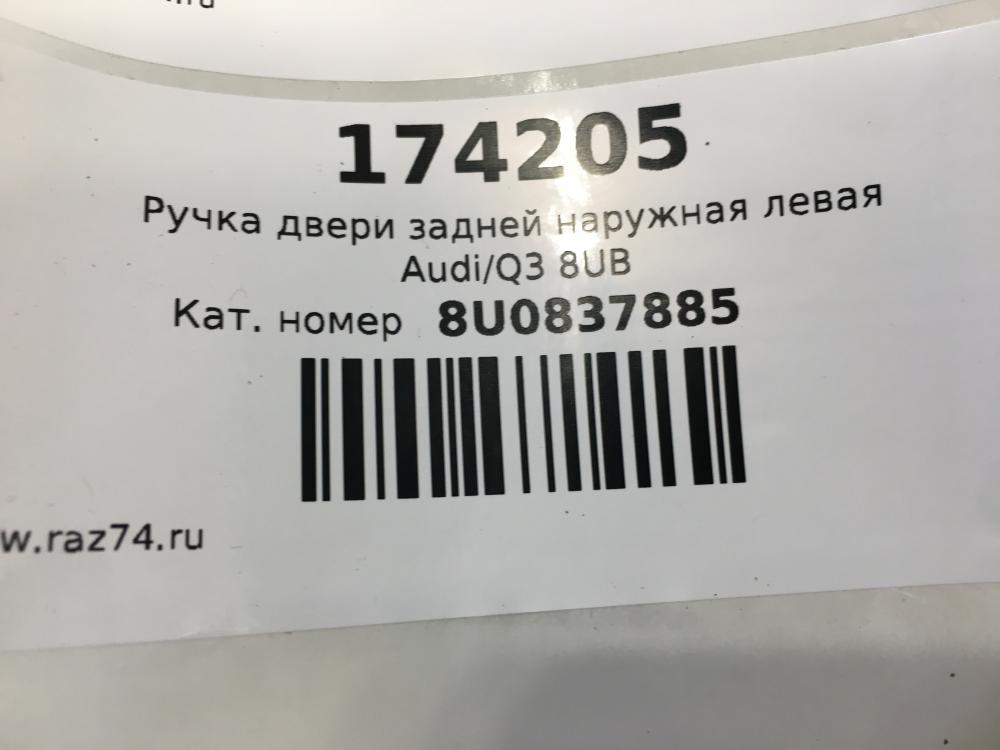 174205
Ручка двери задней наружная левая
Audi/Q3 8UB
Кат. номер 8U0837885
w.raz74.ru